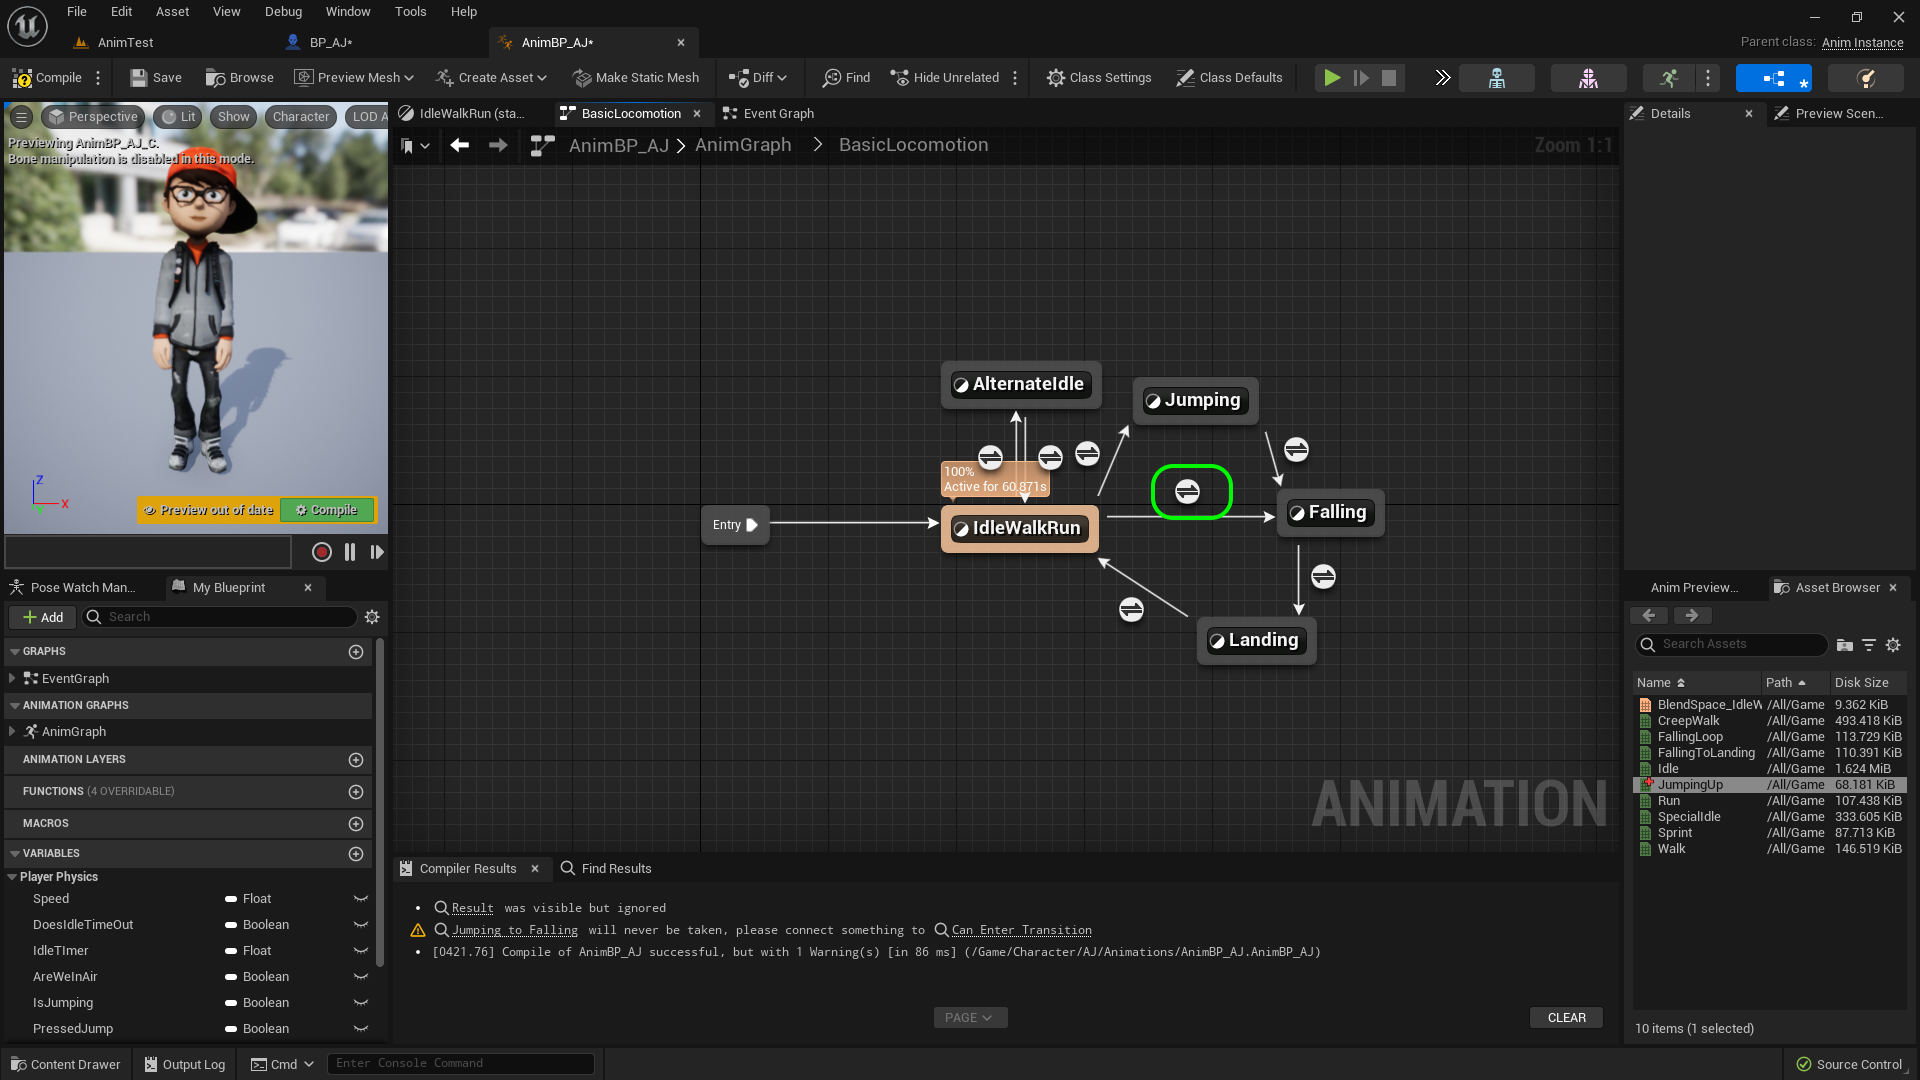 File Edit Asset View Debug Window Tools Help
AnimTest BP_AJ* AnimBP_AJ*
Parent class: Anim Instance
Compile Save Browse Preview Mesh Create Asset Make Static Mesh Diff Find Hide Unrelated Class Settings Class Defaults
Perspective Lit Show Character LOD A
Previewing AnimBP_AJ_C.
Bone manipulation is disabled in this mode.
Z
X
Y
Preview out of date Compile
IdleWalkRun (sta... BasicLocomotion Event Graph
AnimBP_AJ > AnimGraph > BasicLocomotion
Zoom 1:1
AlternateIdle
Jumping
100%
Active for 60.871s
Entry
IdleWalkRun
Falling
Landing
ANIMATION
Pose Watch Man... My Blueprint
Add Search
GRAPHS
EventGraph
ANIMATION GRAPHS
AnimGraph
ANIMATION LAYERS
FUNCTIONS (4 OVERRIDABLE)
MACROS
VARIABLES
Player Physics
Speed Float
DoesIdleTimeOut Boolean
IdleTImer Float
AreWeInAir Boolean
IsJumping Boolean
PressedJump Boolean
Compiler Results Find Results
Result was visible but ignored
Jumping to Falling will never be taken, please connect something to Can Enter Transition
[0421.76] Compile of AnimBP_AJ successful, but with 1 Warning(s) [in 86 ms] (/Game/Character/AJ/Animations/AnimBP_AJ.AnimBP_AJ)
PAGE
CLEAR
Details Preview Scen...
Anim Preview... Asset Browser
Search Assets
Name Path Disk Size
BlendSpace_IdleW /All/Game 9.362 KiB
CreepWalk /All/Game 493.418 KiB
FallingLoop /All/Game 113.729 KiB
FallingToLanding /All/Game 110.391 KiB
Idle /All/Game 1.624 MiB
JumpingUp /All/Game 68.181 KiB
Run /All/Game 107.438 KiB
SpecialIdle /All/Game 333.605 KiB
Sprint /All/Game 87.713 KiB
Walk /All/Game 146.519 KiB
10 items (1 selected)
Content Drawer Output Log Cmd Enter Console Command
Source Control